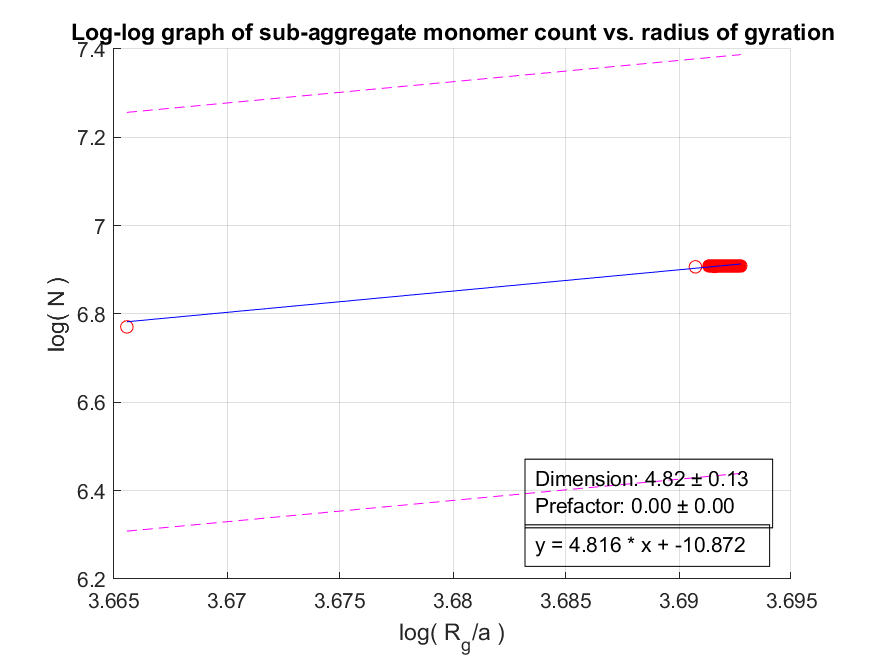 Log-log graph of sub-aggregate monomer count vs. radius of gyration
7.4
7.2
7
6.8
6.6
6.4
6.2
log( N )
Dimension: 4.82 ± 0.13
Prefactor: 0.00 ± 0.00
y = 4.816 * x + -10.872
3.665 3.67 3.675 3.68 3.685 3.69 3.695
log( R_g/a )